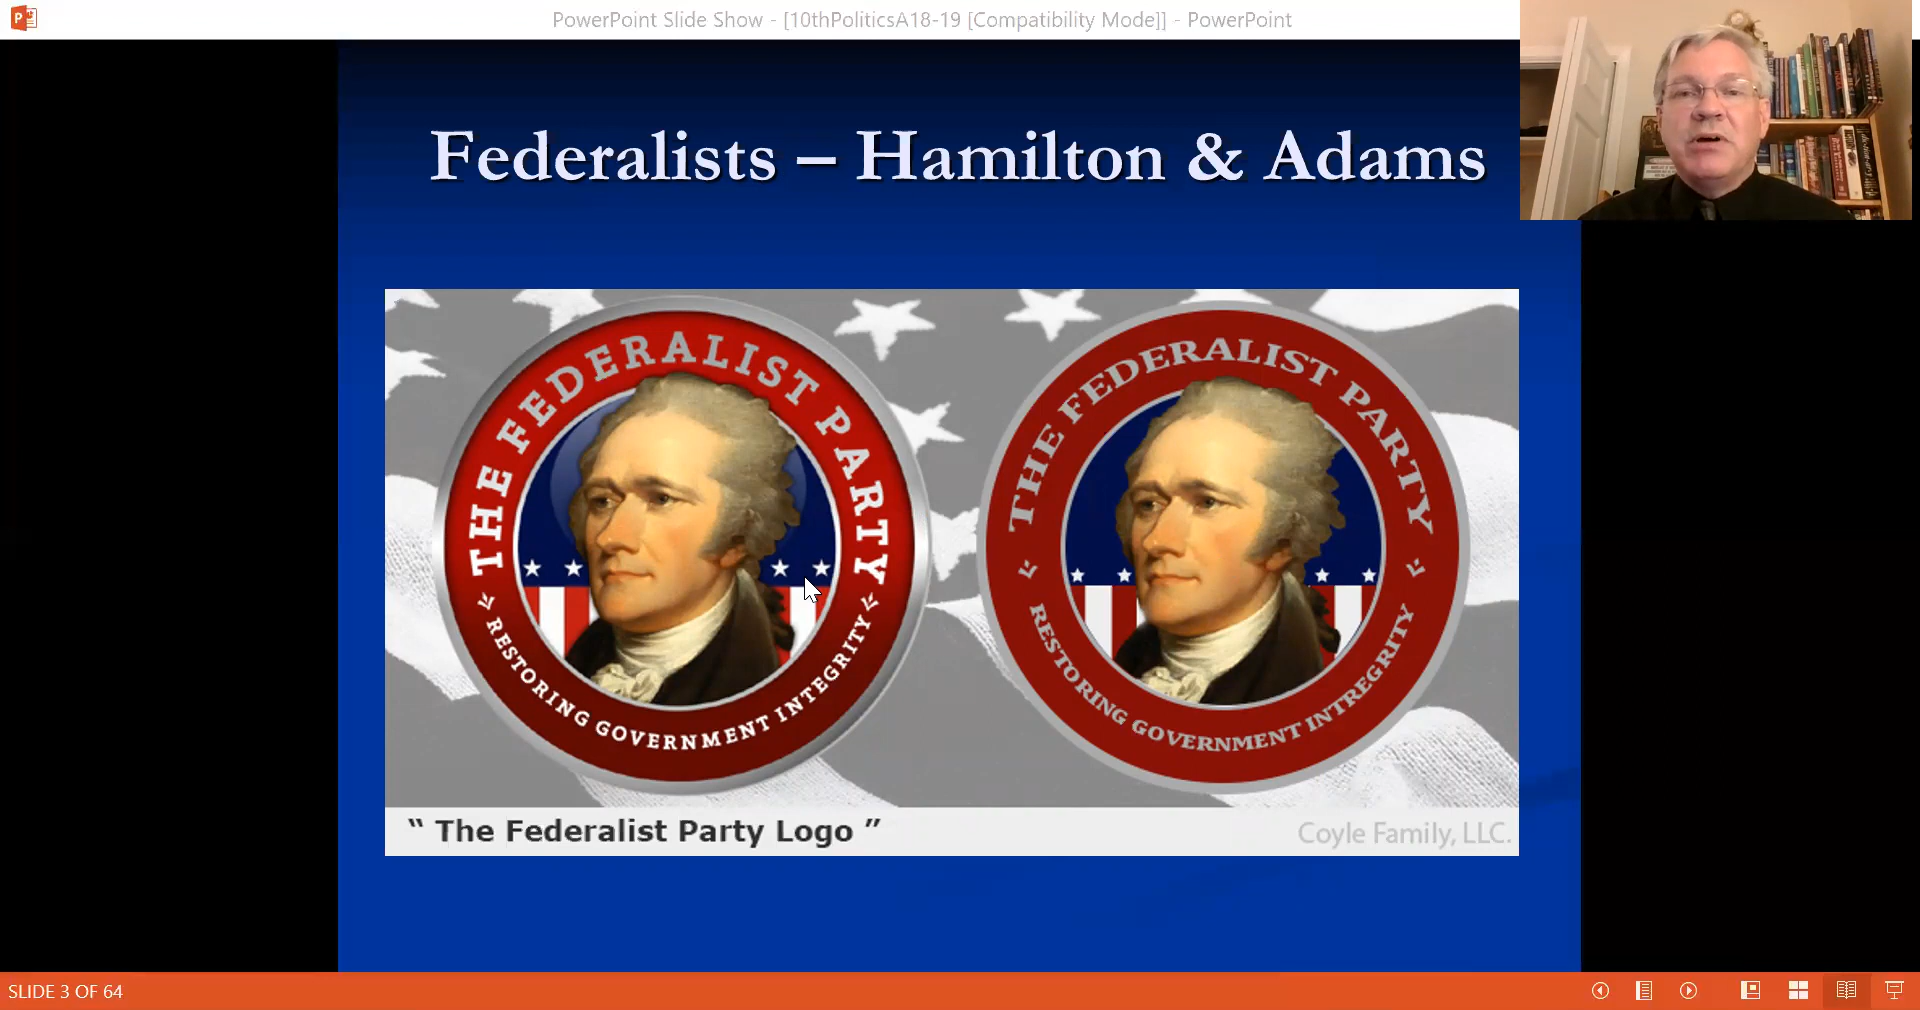 PowerPoint Slide Show - [10thPoliticsA18-19 [Compatibility Mode]] - PowerPoint
Federalists – Hamilton & Adams
THE FEDERALIST PARTY
RESTORING GOVERNMENT INTEGRITY
THE FEDERALIST PARTY
RESTORING GOVERNMENT INTREGRITY
“ The Federalist Party Logo ”
Coyle Family, LLC.
SLIDE 3 OF 64